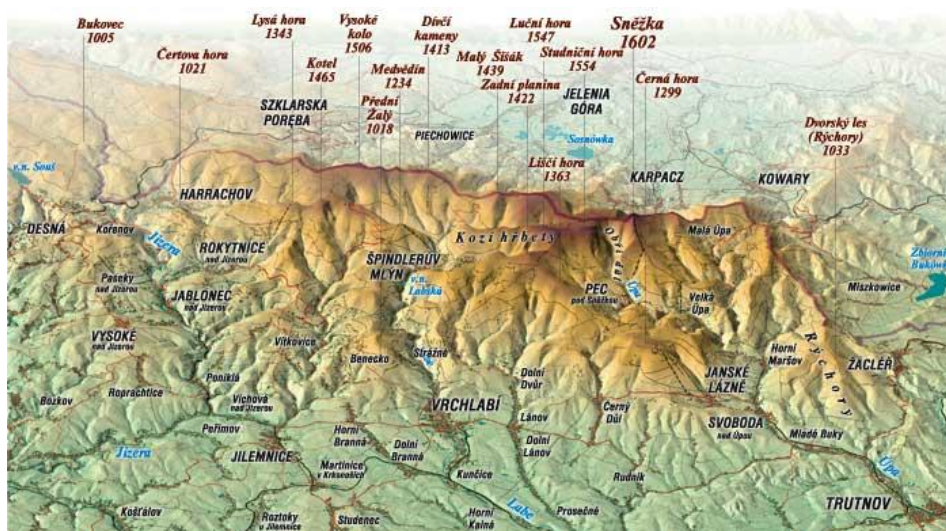 Bukovec
1005
Čertova hora
1021
Lysá hora
1343
Kotel
1465
Vysoké
kolo
1506
Medvědín
1234
Přední
Žalý
1018
Dívčí
kameny
1413
Malý Šišák
1439
Zadní planina
1422
Luční hora
1547
Studniční hora
1554
Liščí hora
1363
Sněžka
1602
Černá hora
1299
Dvorský les
(Rýchory)
1033
SZKLARSKA
PORĘBA
PIECHOWICE
JELENIA
GÓRA
Sosnówka
KARPACZ
KOWARY
v.n. Souš
HARRACHOV
DESNÁ
Kořenov
Jizera
ROKYTNICE
nad Jizerou
Kozí hřbety
Obří důl
Malá Úpa
ŠPINDLERŮV
MLÝN
v.n.
Labská
PEC
pod Sněžkou
Úpa
Velká
Úpa
Miszkowice
Zbiornik
Bukówka
Paseky
nad Jizerou
JABLONEC
nad Jizerou
VYSOKÉ
nad Jizerou
Vítkovice
Benecko
Strážné
Horní
Maršov
Rýchory
ŽACLÉŘ
Bozkov
Roprachtice
Poniklá
Víchová
nad Jizerou
Dolní
Dvůr
JANSKÉ
LÁZNĚ
VRCHLABÍ
Lánov
Černý
Důl
SVOBODA
nad Úpou
Mladé Buky
Peřimov
Jizera
JILEMNICE
Horní
Branná
Dolní
Branná
Dolní
Lánov
Martinice
v Krkonoších
Kunčice
Rudník
Úpa
Košťálov
Roztoky
u Jilemnice
Studenec
Horní
Kalná
Labe
Prosečné
TRUTNOV